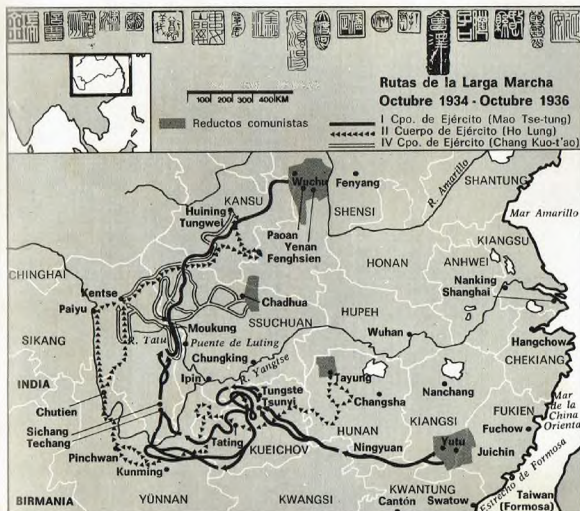 Rutas de la Larga Marcha
Octubre 1934 - Octubre 1936
100 200 300 400KM
I Cpo. de Ejército (Mao Tse-tung)
Reductos comunistas
II Cuerpo de Ejército (Ho Lung)
IV Cpo. de Ejército (Chang Kuo-t'ao)
Wuchu
Fenyang
R. Amarillo
SHANTUNG
KANSU
Huining
Tungwei
SHENSI
Mar Amarillo
Paoan
Yenan
Fenghsien
KIANGSU
HONAN
ANHWEI
CHINGHAI
Nanking
Shanghai
Kentse
Paiyu
Chadhua
HUPEH
SSUCHUAN
Moukung
R. Tatu
Puente de Luting
Wuhan
Hangchow
SIKANG
Chungking
CHEKIANG
Ipin
R. Yangtse
Tayung
INDIA
Tungste
Tsunyi
Nanchang
Mar
de la
China
Oriental
Chutien
Changsha
FUKIEN
Sichang
Techang
KIANGSI
Fuchow
HUNAN
Tating
Yutu
KUEICHOV
Ningyuan
Juichin
Pinchwan
Kunming
Estrecho de Formosa
KWANTUNG
Taiwan
(Formosa)
BIRMANIA
YÜNNAN
KWANGSI
Cantón
Swatow